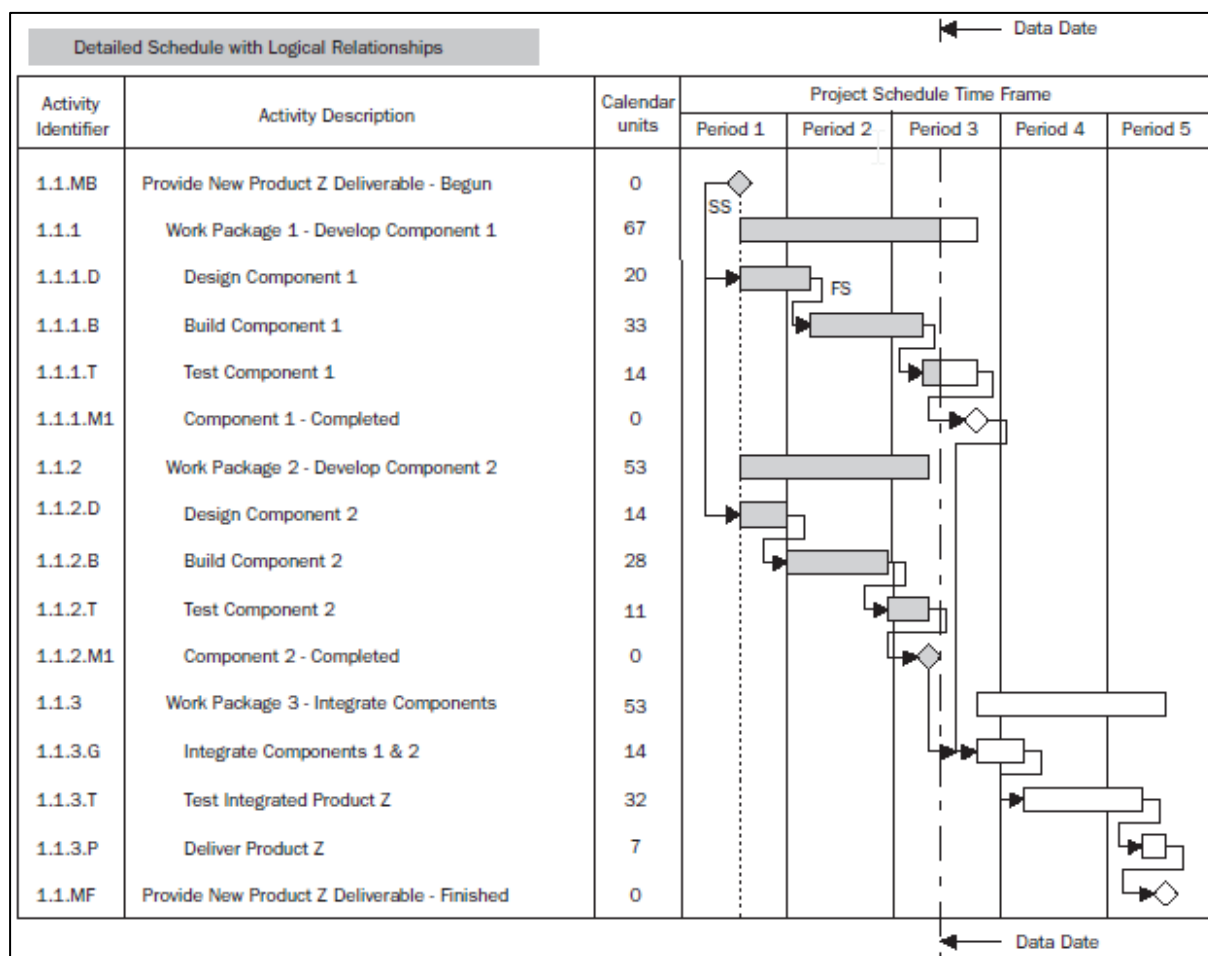 Data Date
Detailed Schedule with Logical Relationships
Activity Identifier Activity Description Calendar units Project Schedule Time Frame
Period 1 Period 2 Period 3 Period 4 Period 5
1.1.MB Provide New Product Z Deliverable - Begun 0
SS
1.1.1 Work Package 1 - Develop Component 1 67
1.1.1.D Design Component 1 20
FS
1.1.1.B Build Component 1 33
1.1.1.T Test Component 1 14
1.1.1.M1 Component 1 - Completed 0
1.1.2 Work Package 2 - Develop Component 2 53
1.1.2.D Design Component 2 14
1.1.2.B Build Component 2 28
1.1.2.T Test Component 2 11
1.1.2.M1 Component 2 - Completed 0
1.1.3 Work Package 3 - Integrate Components 53
1.1.3.G Integrate Components 1 & 2 14
1.1.3.T Test Integrated Product Z 32
1.1.3.P Deliver Product Z 7
1.1.MF Provide New Product Z Deliverable - Finished 0
Data Date